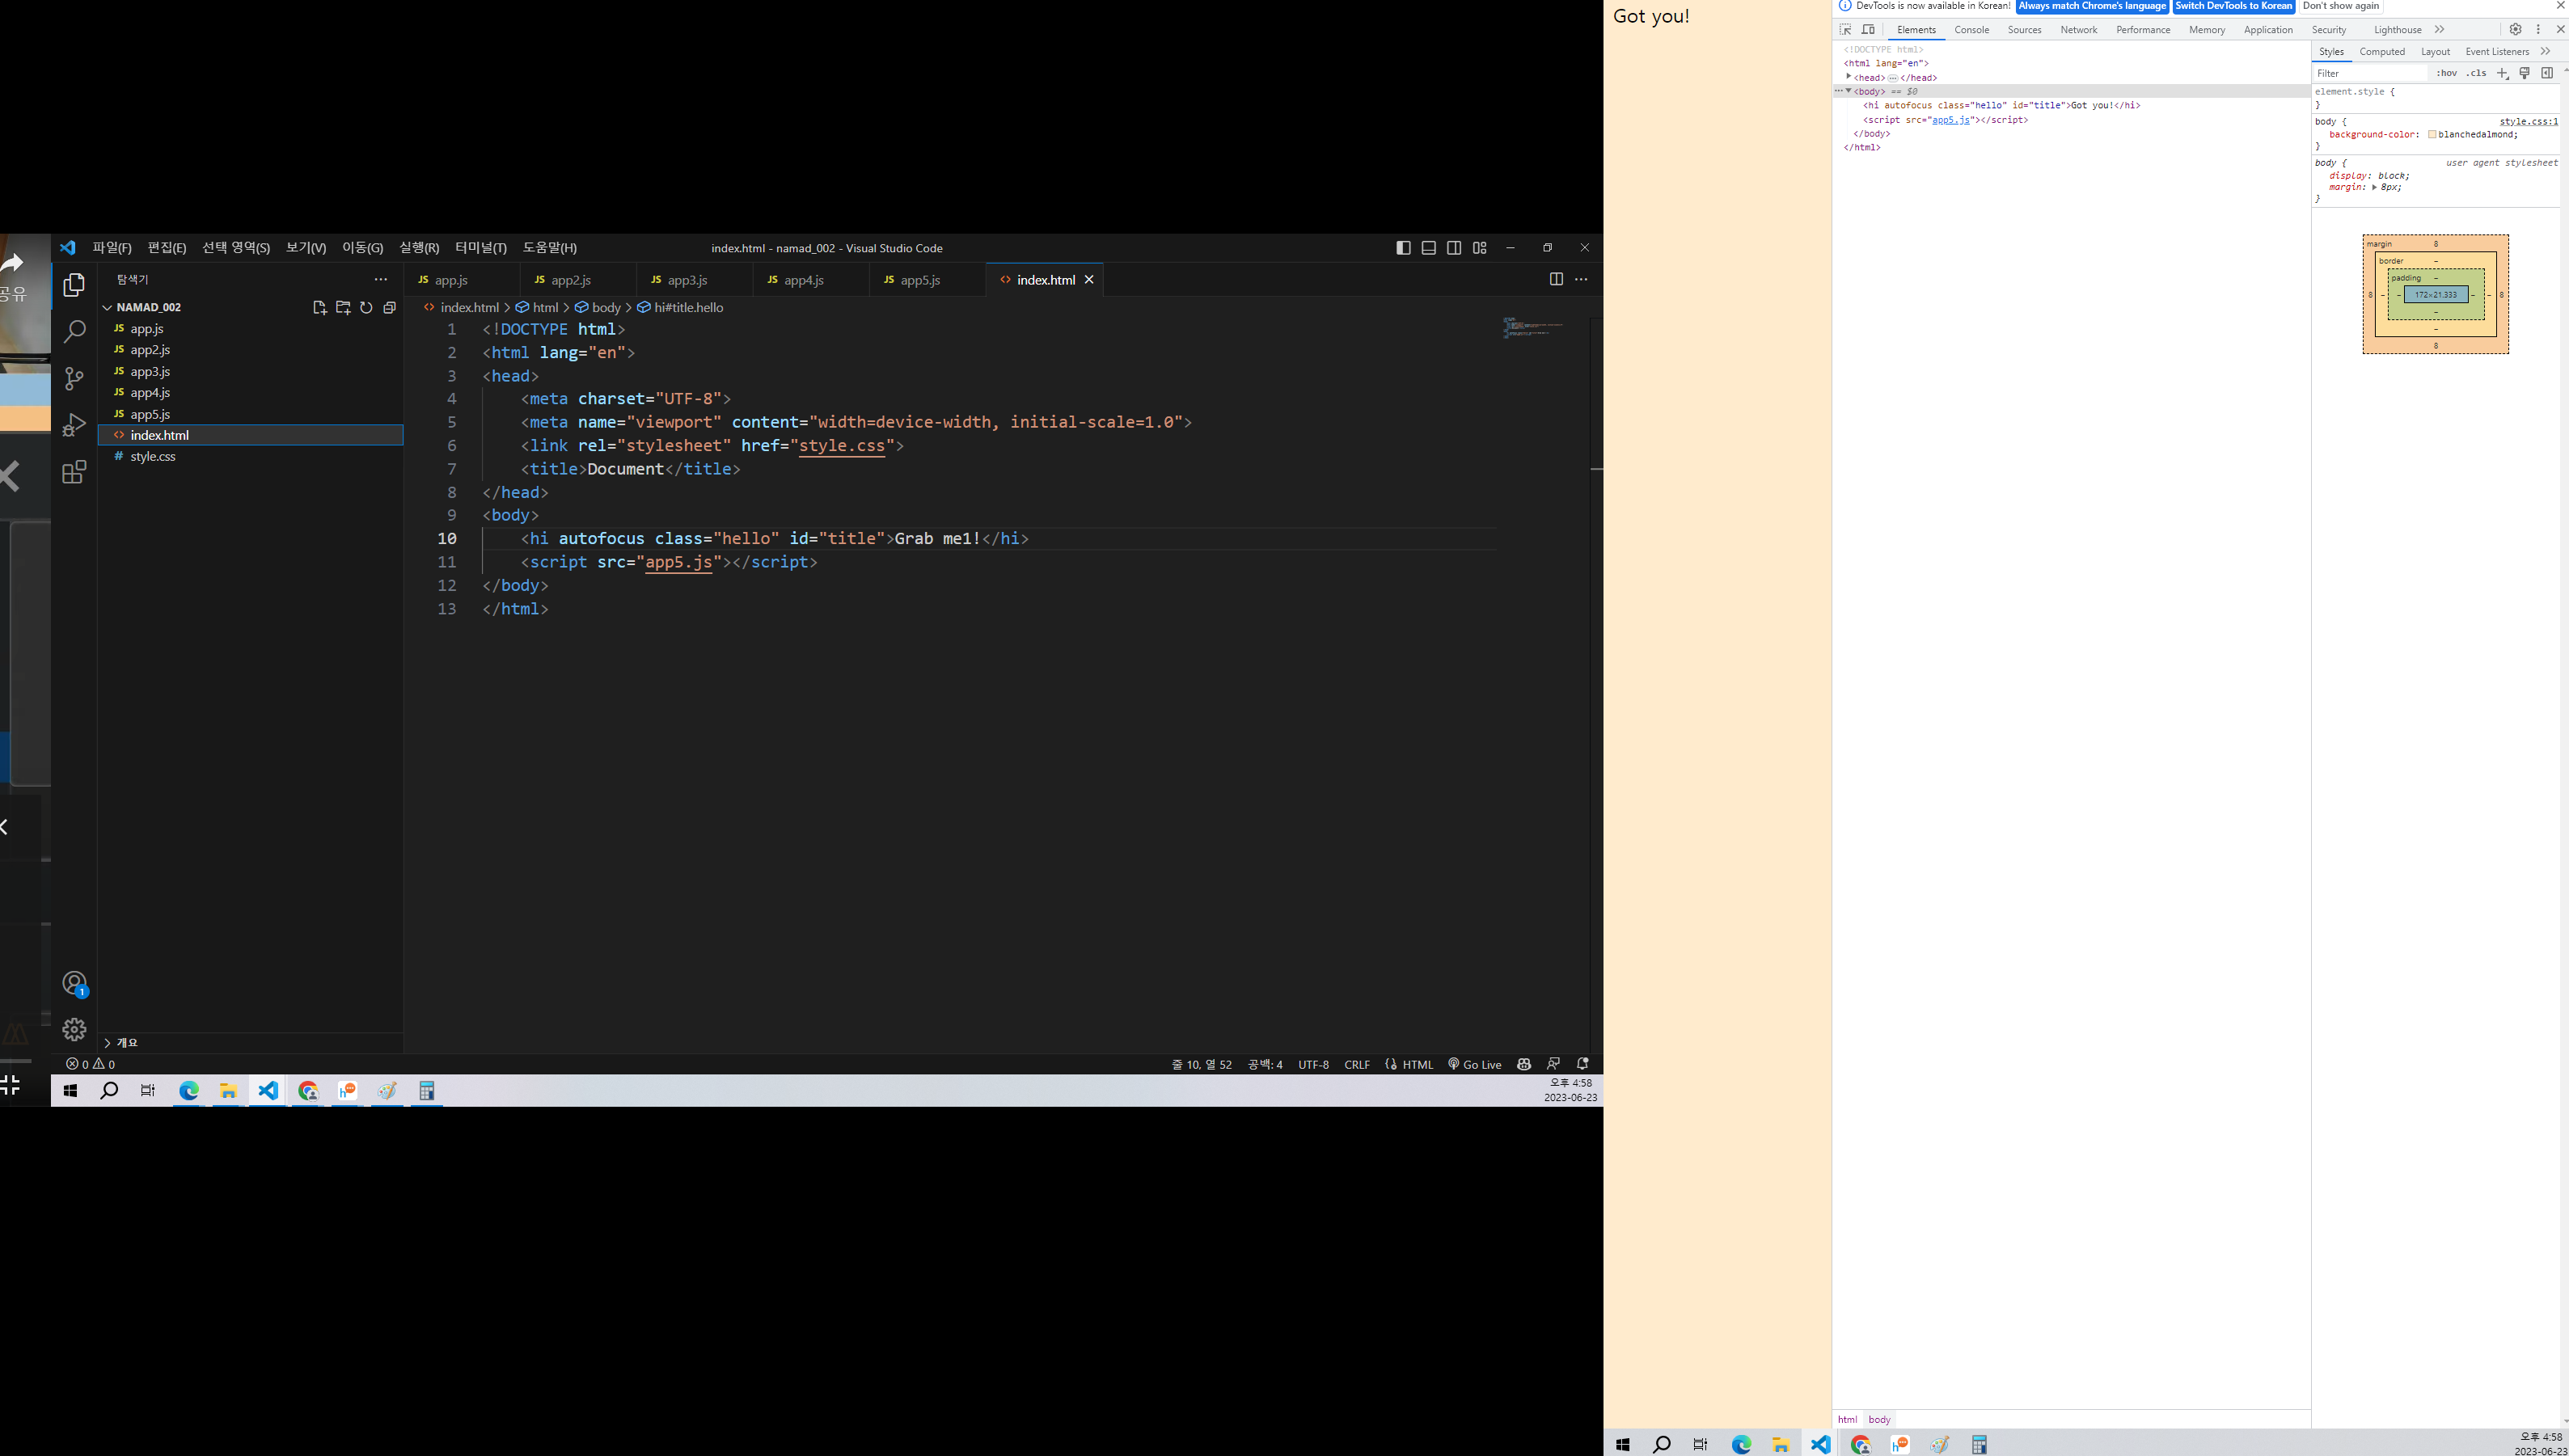 공유
파일(F) 편집(E) 선택 영역(S) 보기(V) 이동(G) 실행(R) 터미널(T) 도움말(H)
index.html - namad_002 - Visual Studio Code
탐색기
NAMAD_002
JS app.js
JS app2.js
JS app3.js
JS app4.js
JS app5.js
<> index.html
# style.css
개요
JS app.js JS app2.js JS app3.js JS app4.js JS app5.js <> index.html
<> index.html > html > body > hi#title.hello
1 <!DOCTYPE html>
2 <html lang="en">
3 <head>
4 <meta charset="UTF-8">
5 <meta name="viewport" content="width=device-width, initial-scale=1.0">
6 <link rel="stylesheet" href="style.css">
7 <title>Document</title>
8 </head>
9 <body>
10 <hi autofocus class="hello" id="title">Grab me1!</hi>
11 <script src="app5.js"></script>
12 </body>
13 </html>
1
0 0
줄 10, 열 52 공백: 4 UTF-8 CRLF HTML Go Live
오후 4:58
2023-06-23
Got you!
DevTools is now available in Korean! Always match Chrome's language Switch DevTools to Korean Don't show again
Elements Console Sources Network Performance Memory Application Security Lighthouse
<!DOCTYPE html>
<html lang="en">
<head>…</head>
<body> == $0
<hi autofocus class="hello" id="title">Got you!</hi>
<script src="app5.js"></script>
</body>
</html>
Styles Computed Layout Event Listeners
Filter :hov .cls
element.style {
}
body { style.css:1
background-color: blanchedalmond;
}
body { user agent stylesheet
display: block;
margin: 8px;
}
margin 8
border –
padding –
8 – – 172×21.333 – – 8
–
–
8
html body
오후 4:58
2023-06-23